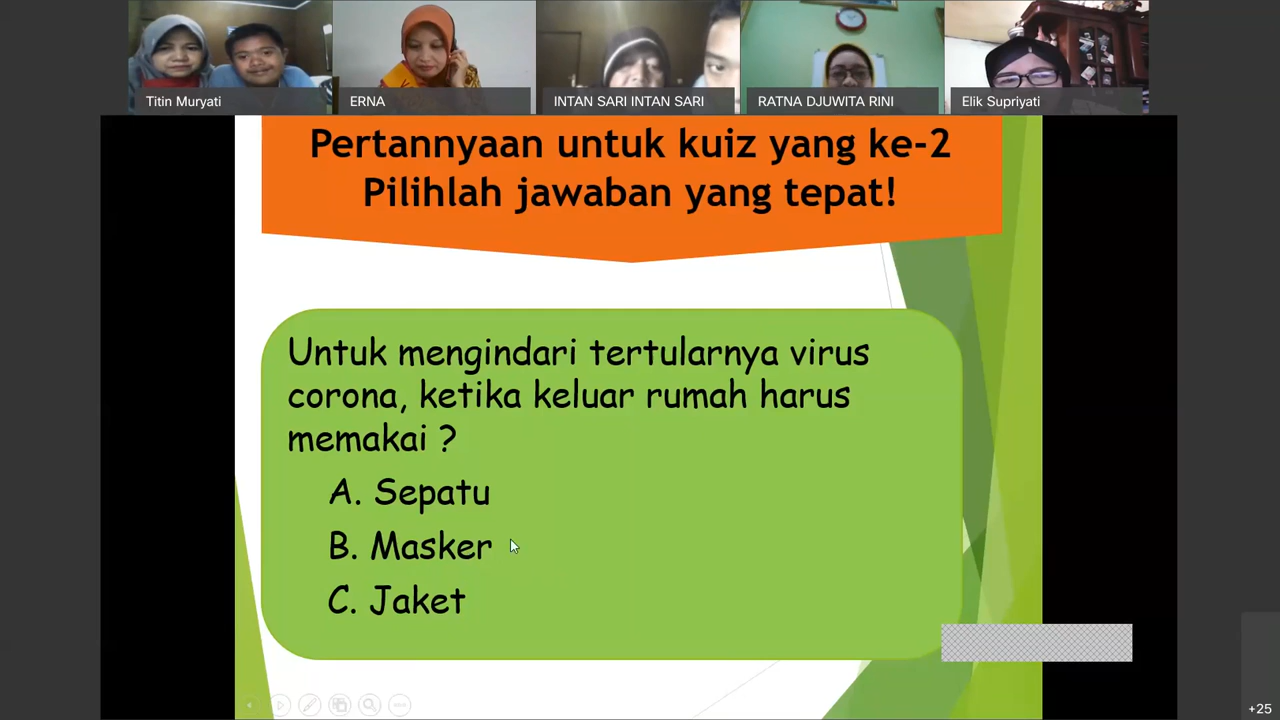 Titin Muryati
ERNA
INTAN SARI INTAN SARI
RATNA DJUWITA RINI
Elik Supriyati
Pertannyaan untuk kuiz yang ke-2
Pilihlah jawaban yang tepat!
Untuk mengindari tertularnya virus
corona, ketika keluar rumah harus
memakai ?
A. Sepatu
B. Masker
C. Jaket
+25